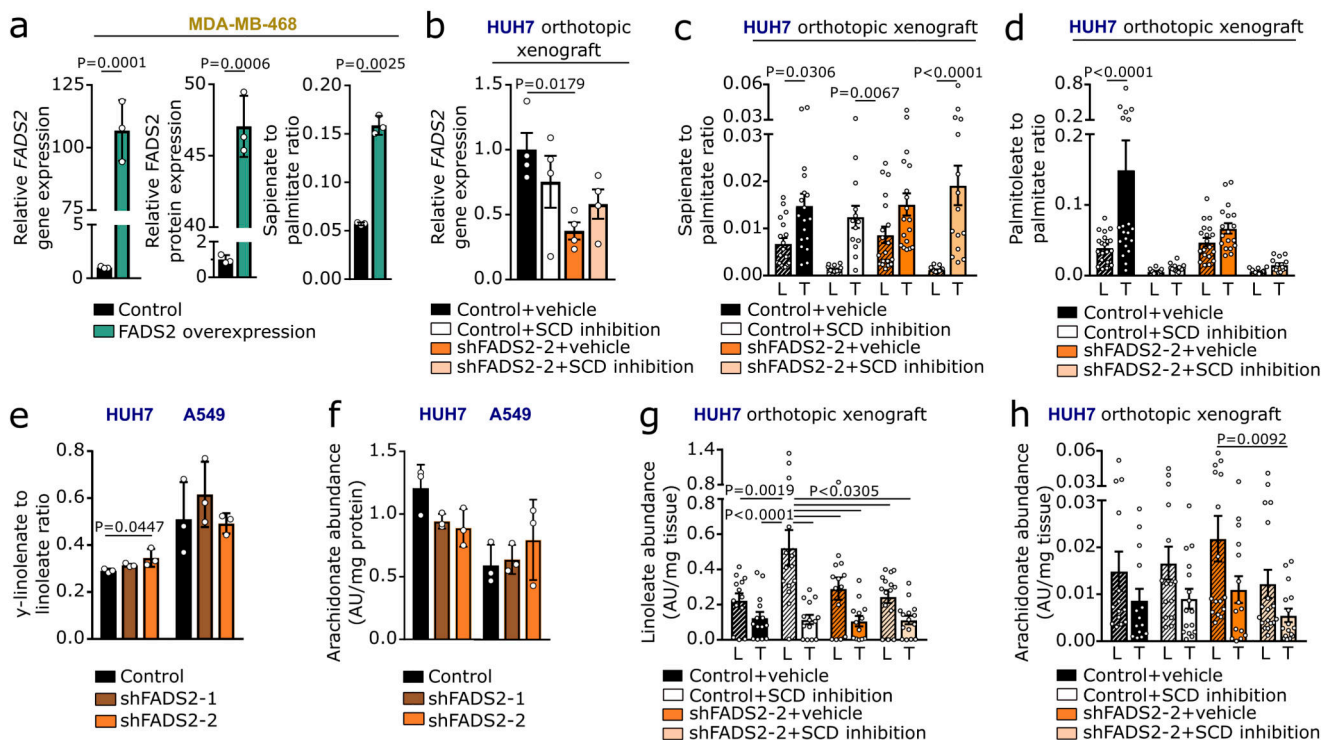 a
MDA-MB-468
P=0.0001
P=0.0006
P=0.0025
Relative FADS2
gene expression
125
100
75
5
0
Relative FADS2
protein expression
50
45
40
2
1
0
Sapienate to
palmitate ratio
0.20
0.15
0.10
0.05
0.00
Control
FADS2 overexpression
b
HUH7 orthotopic
xenograft
P=0.0179
Relative FADS2
gene expression
1.5
1.0
0.5
0.0
Control+vehicle
Control+SCD inhibition
shFADS2-2+vehicle
shFADS2-2+SCD inhibition
c
HUH7 orthotopic xenograft
P=0.0306
P=0.0067
P<0.0001
Sapienate to
palmitate ratio
0.06
0.03
0.03
0.02
0.01
0.00
L T L T L T L T
Control+vehicle
Control+SCD inhibition
shFADS2-2+vehicle
shFADS2-2+SCD inhibition
d
HUH7 orthotopic xenograft
P<0.0001
Palmitoleate to
palmitate ratio
0.8
0.2
0.2
0.1
0.0
L T L T L T L T
Control+vehicle
Control+SCD inhibition
shFADS2-2+vehicle
shFADS2-2+SCD inhibition
e
HUH7 A549
P=0.0447
y-linolenate to
linoleate ratio
0.8
0.6
0.4
0.2
0.0
Control
shFADS2-1
shFADS2-2
f
HUH7 A549
Arachidonate abundance
(AU/mg protein)
1.5
1.0
0.5
0.0
Control
shFADS2-1
shFADS2-2
g
HUH7 orthotopic xenograft
P=0.0019
P<0.0305
P<0.0001
Linoleate abundance
(AU/mg tissue)
1.4
0.6
0.6
0.4
0.2
0.0
L T L T L T L T
Control+vehicle
Control+SCD inhibition
shFADS2-2+vehicle
shFADS2-2+SCD inhibition
h
HUH7 orthotopic xenograft
P=0.0092
Arachidonate abundance
(AU/mg tissue)
0.06
0.03
0.03
0.02
0.01
0.00
L T L T L T L T
Control+vehicle
Control+SCD inhibition
shFADS2-2+vehicle
shFADS2-2+SCD inhibition